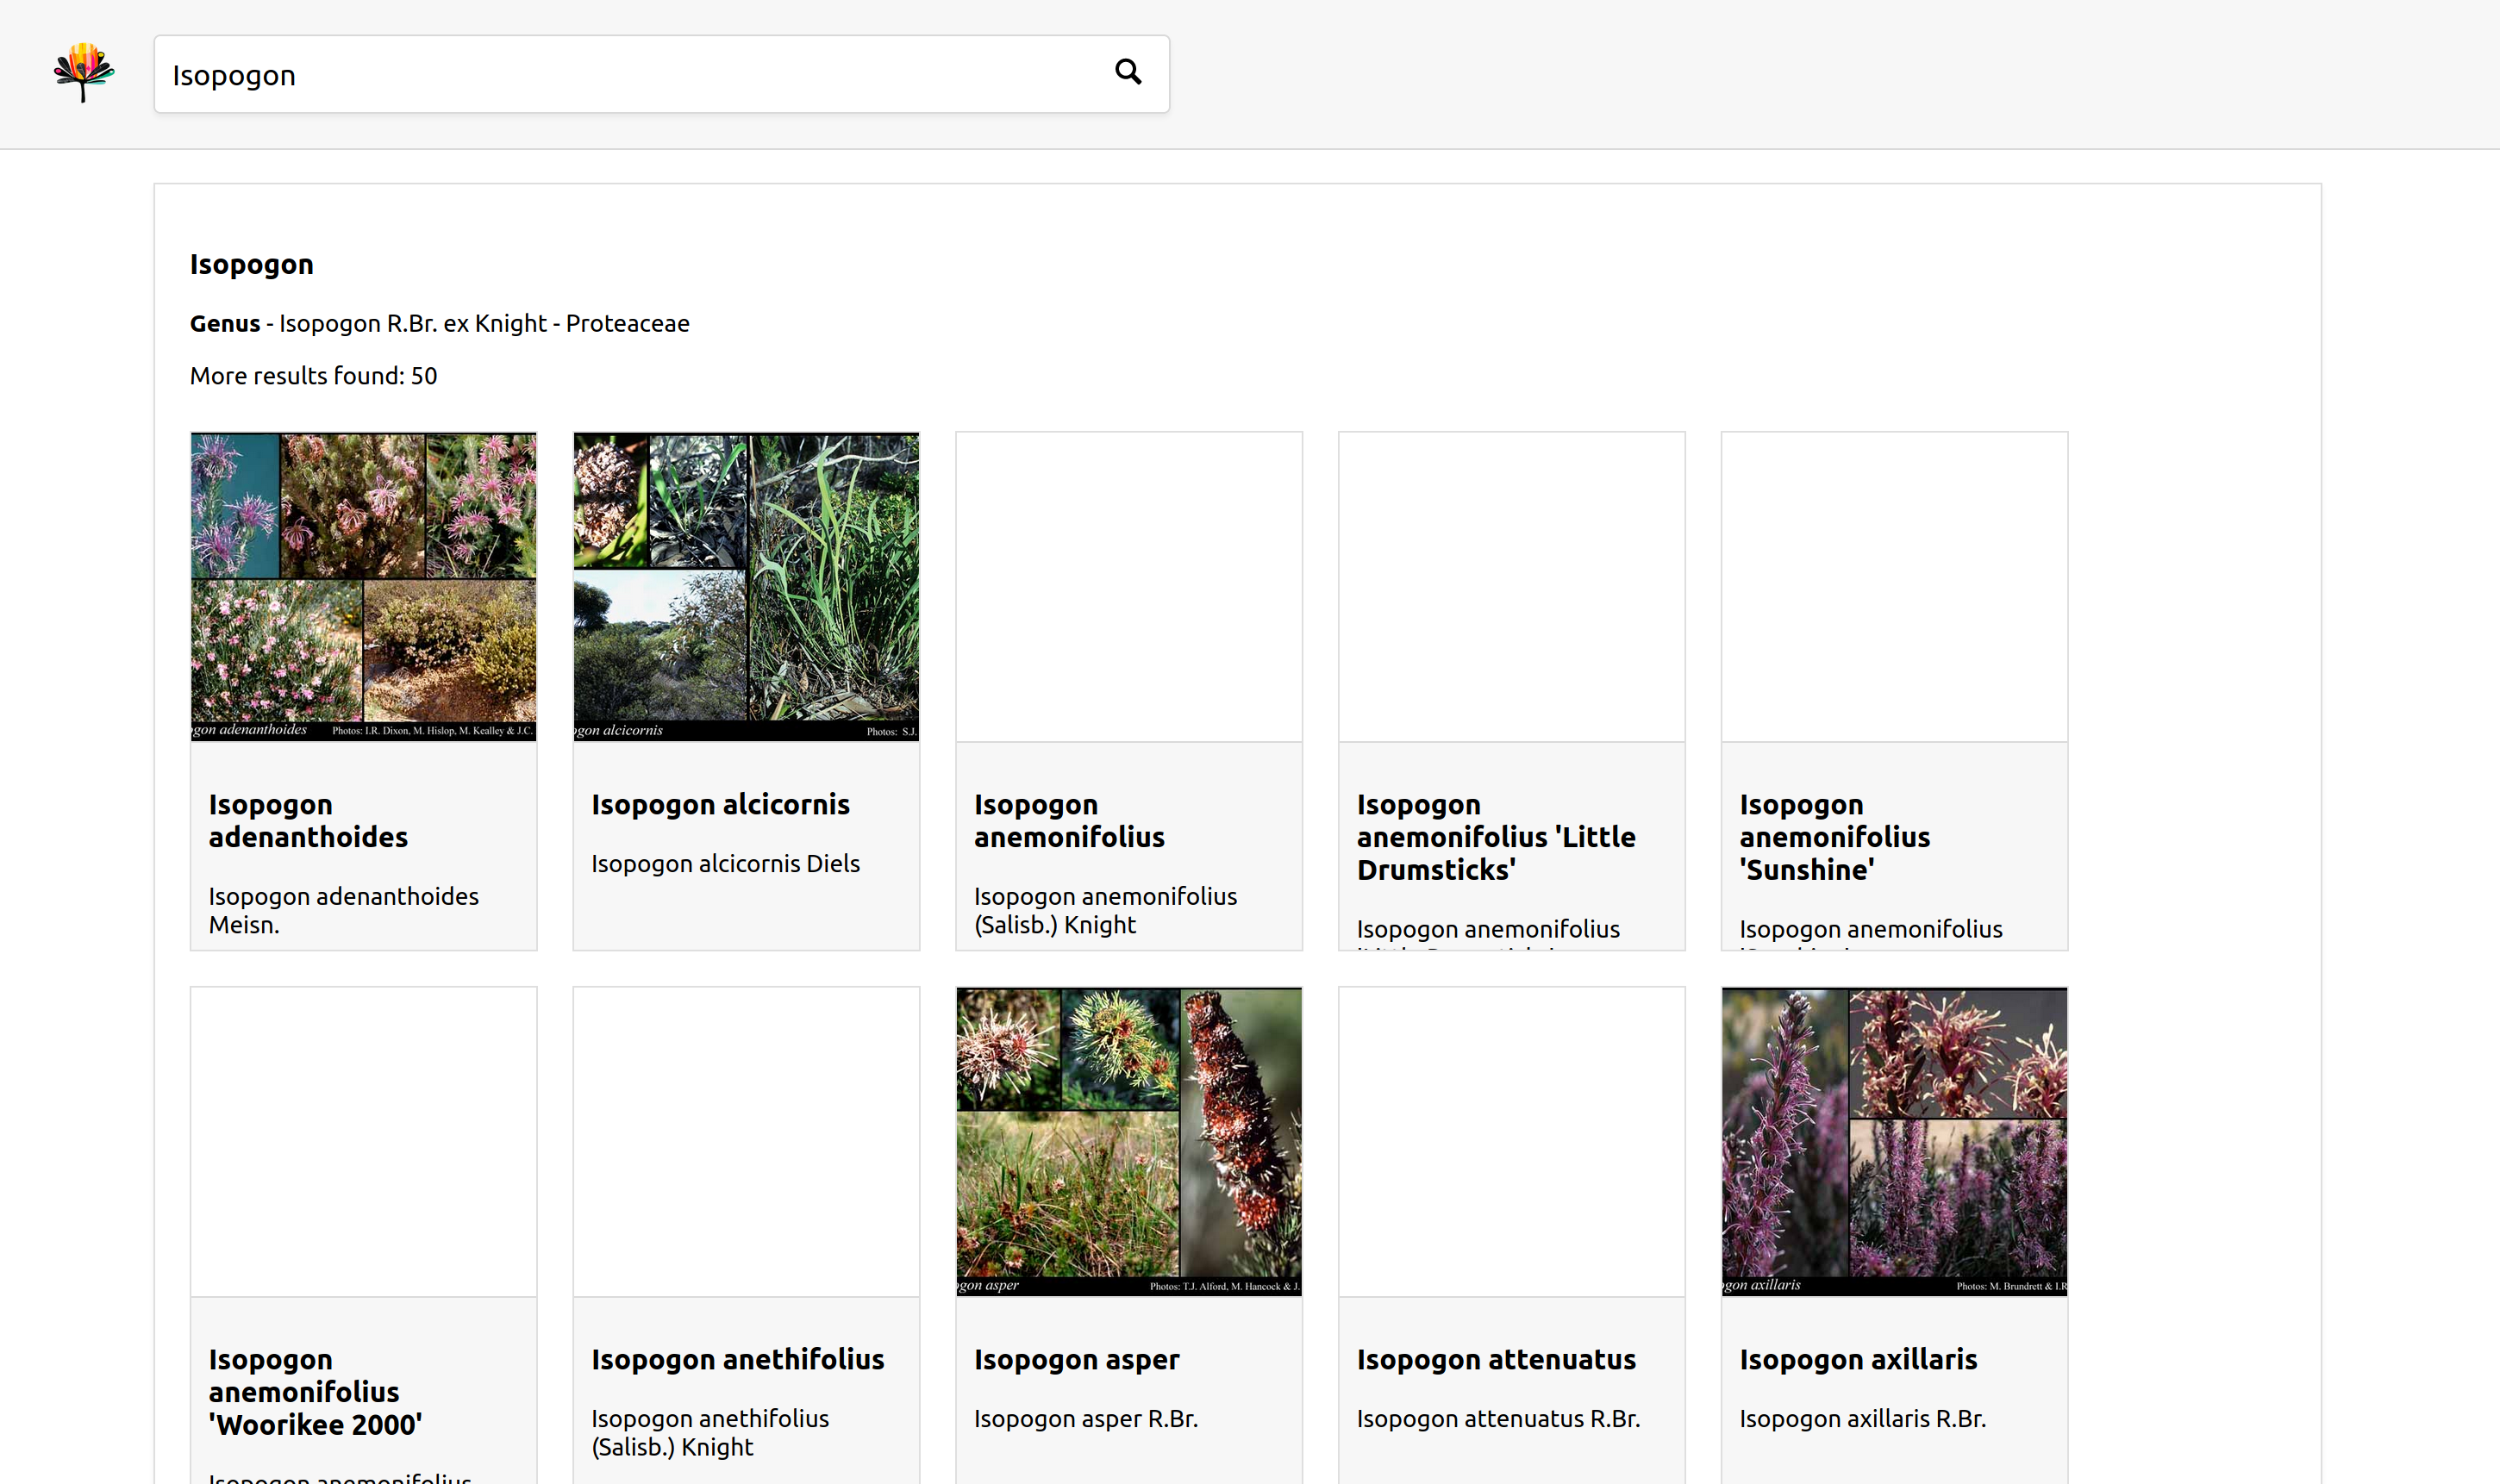 Isopogon
Isopogon
Genus - Isopogon R.Br. ex Knight - Proteaceae
More results found: 50
gon adenanthoides Photos: I.R. Dixon, M. Hislop, M. Kealley & J.C.
gon alcicornis Photos: S.J.
Isopogon
adenanthoides
Isopogon adenanthoides
Meisn.
Isopogon alcicornis
Isopogon alcicornis Diels
Isopogon
anemonifolius
Isopogon anemonifolius
(Salisb.) Knight
Isopogon
anemonifolius 'Little
Drumsticks'
Isopogon anemonifolius
Isopogon
anemonifolius
'Sunshine'
Isopogon anemonifolius
gon asper Photos: T.J. Alford, M. Hancock & J.
gon axillaris Photos: M. Brundrett & I.R
Isopogon
anemonifolius
'Woorikee 2000'
Isopogon anemonifolius
Isopogon anethifolius
Isopogon anethifolius
(Salisb.) Knight
Isopogon asper
Isopogon asper R.Br.
Isopogon attenuatus
Isopogon attenuatus R.Br.
Isopogon axillaris
Isopogon axillaris R.Br.